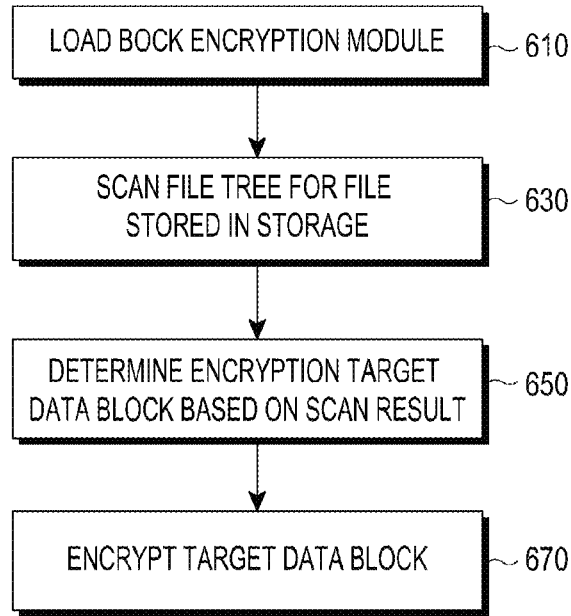 LOAD BOCK ENCRYPTION MODULE
610
SCAN FILE TREE FOR FILE
STORED IN STORAGE
630
DETERMINE ENCRYPTION TARGET
DATA BLOCK BASED ON SCAN RESULT
650
ENCRYPT TARGET DATA BLOCK
670